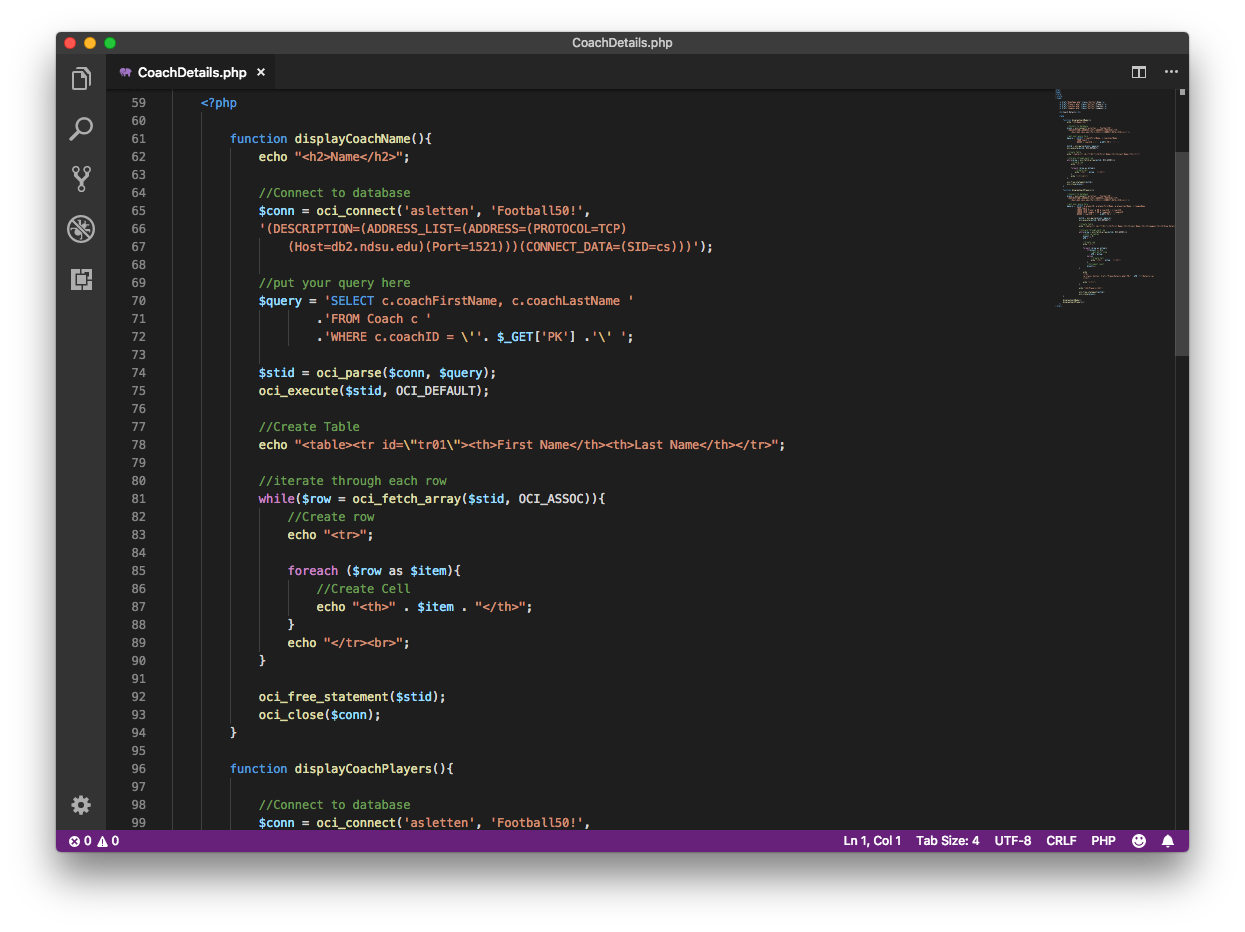 CoachDetails.php
CoachDetails.php ×
59 <?php
60
61 function displayCoachName(){
62 echo "<h2>Name</h2>";
63
64 //Connect to database
65 $conn = oci_connect('asletten', 'Football50!',
66 '(DESCRIPTION=(ADDRESS_LIST=(ADDRESS=(PROTOCOL=TCP)
67 (Host=db2.ndsu.edu)(Port=1521)))(CONNECT_DATA=(SID=cs)))');
68
69 //put your query here
70 $query = 'SELECT c.coachFirstName, c.coachLastName '
71 .'FROM Coach c '
72 .'WHERE c.coachID = \''. $_GET['PK'] .'\' ';
73
74 $stid = oci_parse($conn, $query);
75 oci_execute($stid, OCI_DEFAULT);
76
77 //Create Table
78 echo "<table><tr id=\"tr01\"><th>First Name</th><th>Last Name</th></tr>";
79
80 //iterate through each row
81 while($row = oci_fetch_array($stid, OCI_ASSOC)){
82 //Create row
83 echo "<tr>";
84
85 foreach ($row as $item){
86 //Create Cell
87 echo "<th>" . $item . "</th>";
88 }
89 echo "</tr><br>";
90 }
91
92 oci_free_statement($stid);
93 oci_close($conn);
94 }
95
96 function displayCoachPlayers(){
97
98 //Connect to database
99 $conn = oci_connect('asletten', 'Football50!',
0 0 Ln 1, Col 1 Tab Size: 4 UTF-8 CRLF PHP